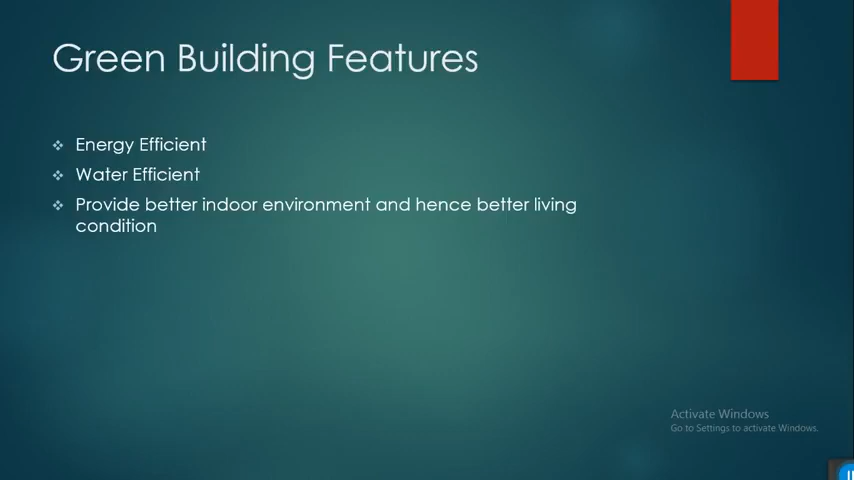 Green Building Features
Energy Efficient
Water Efficient
Provide better indoor environment and hence better living
condition
Activate Windows
Go to Settings to activate Windows.